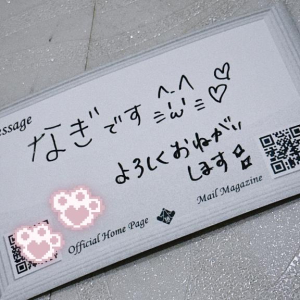 essage
なぎです ♡
よろしくおねがい♡
します
Mail Magazine
Official Home Page